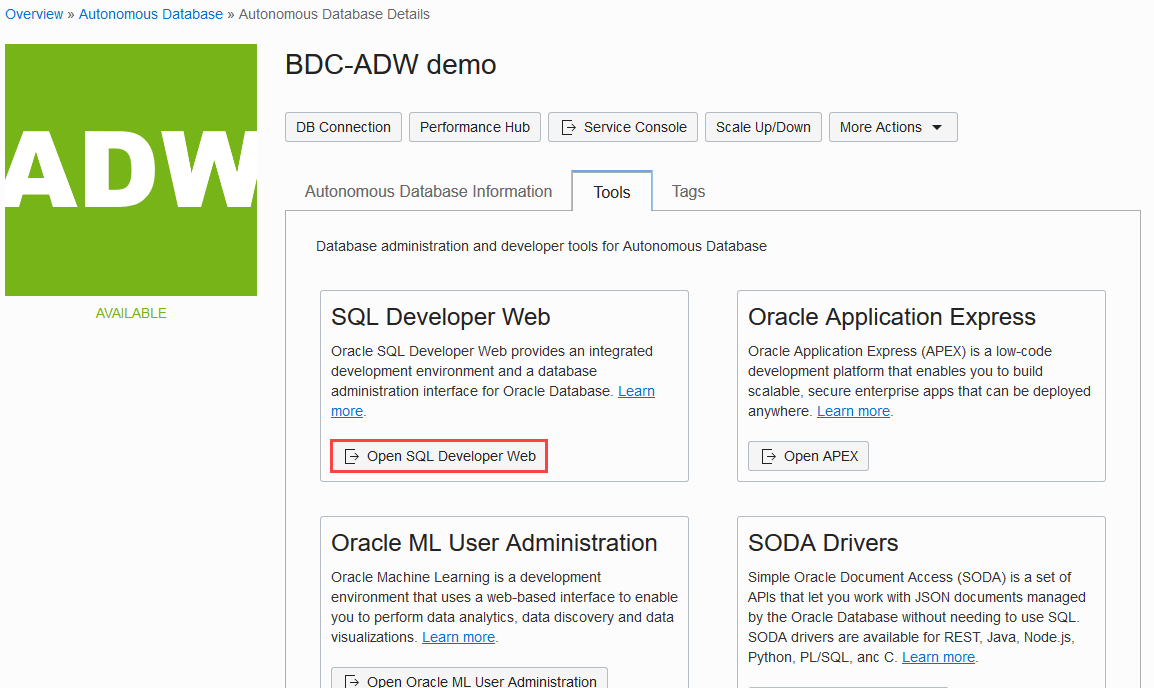 Overview » Autonomous Database » Autonomous Database Details
ADW
AVAILABLE
BDC-ADW demo
DB Connection
Performance Hub
Service Console
Scale Up/Down
More Actions
Autonomous Database Information
Tools
Tags
Database administration and developer tools for Autonomous Database
SQL Developer Web
Oracle SQL Developer Web provides an integrated
development environment and a database
administration interface for Oracle Database. Learn
more.
Open SQL Developer Web
Oracle Application Express
Oracle Application Express (APEX) is a low-code
development platform that enables you to build
scalable, secure enterprise apps that can be deployed
anywhere. Learn more.
Open APEX
Oracle ML User Administration
Oracle Machine Learning is a development
environment that uses a web-based interface to enable
you to perform data analytics, data discovery and data
visualizations. Learn more.
Open Oracle ML User Administration
SODA Drivers
Simple Oracle Document Access (SODA) is a set of
APIs that let you work with JSON documents managed
by the Oracle Database without needing to use SQL.
SODA drivers are available for REST, Java, Node.js,
Python, PL/SQL, anc C. Learn more.